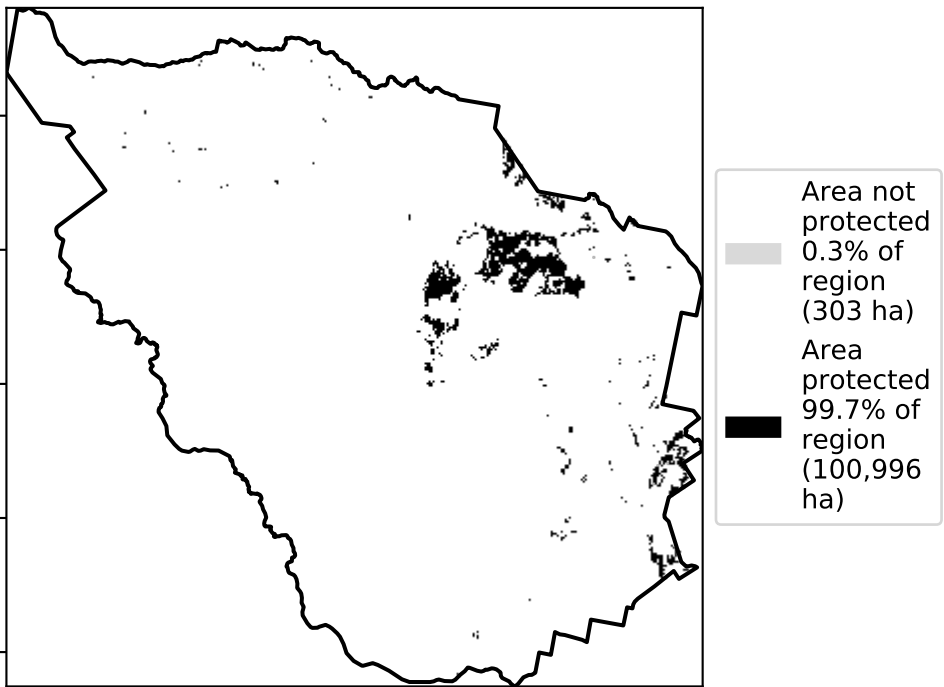 Area not
protected
0.3% of
region
(303 ha)
Area
protected
99.7% of
region
(100,996
ha)